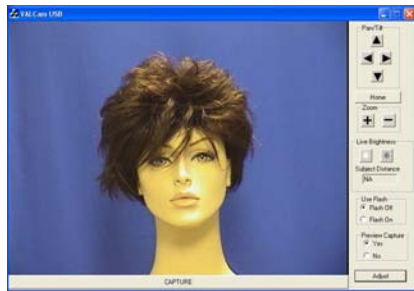 VALCam USB
Pan/Tilt
Home
Zoom
Live Brightness
Subject Distance
NA
Use Flash
Flash Off
Flash On
Preview Capture
Yes
No
CAPTURE
Adjust